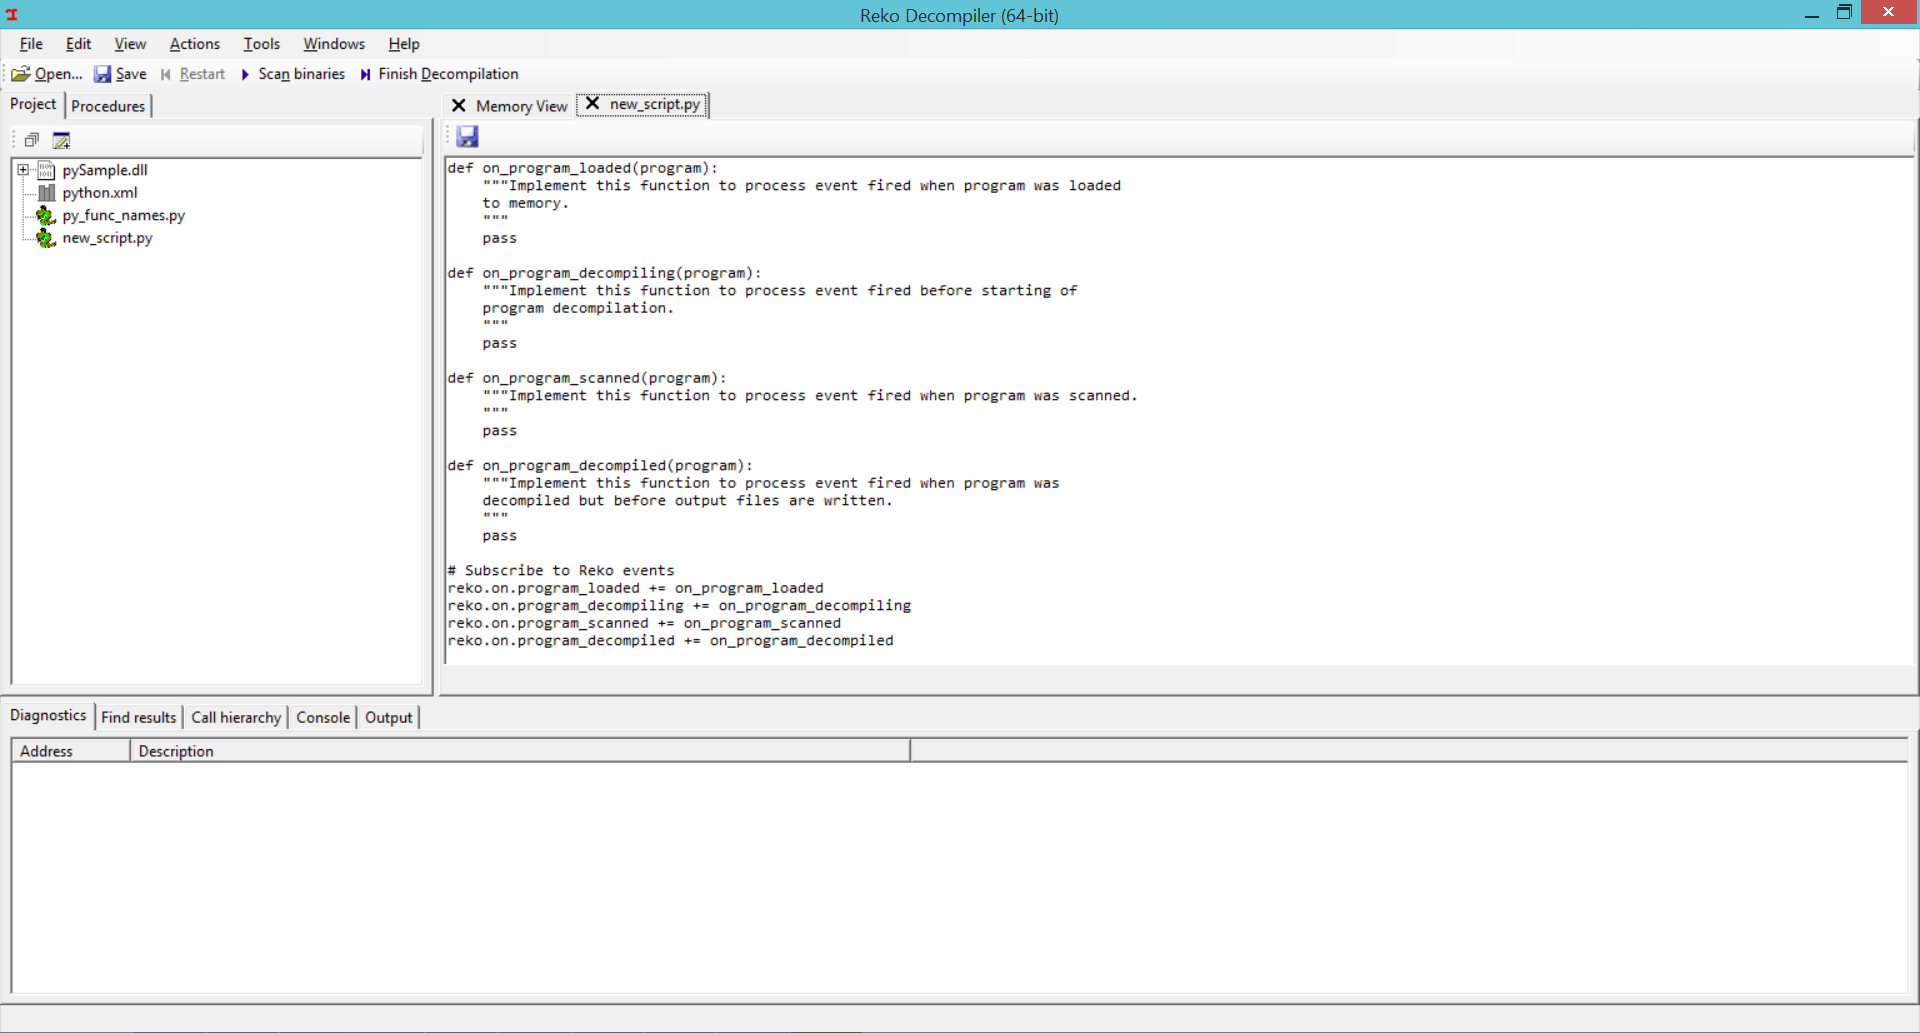 Reko Decompiler (64-bit)
File Edit View Actions Tools Windows Help
Open... Save Restart Scan binaries Finish Decompilation
Project Procedures
pySample.dll
python.xml
py_func_names.py
new_script.py
Memory View new_script.py
def on_program_loaded(program):
    """Implement this function to process event fired when program was loaded
    to memory.
    """
    pass
def on_program_decompiling(program):
    """Implement this function to process event fired before starting of
    program decompilation.
    """
    pass
def on_program_scanned(program):
    """Implement this function to process event fired when program was scanned.
    """
    pass
def on_program_decompiled(program):
    """Implement this function to process event fired when program was
    decompiled but before output files are written.
    """
    pass
# Subscribe to Reko events
reko.on.program_loaded += on_program_loaded
reko.on.program_decompiling += on_program_decompiling
reko.on.program_scanned += on_program_scanned
reko.on.program_decompiled += on_program_decompiled
Diagnostics Find results Call hierarchy Console Output
Address Description